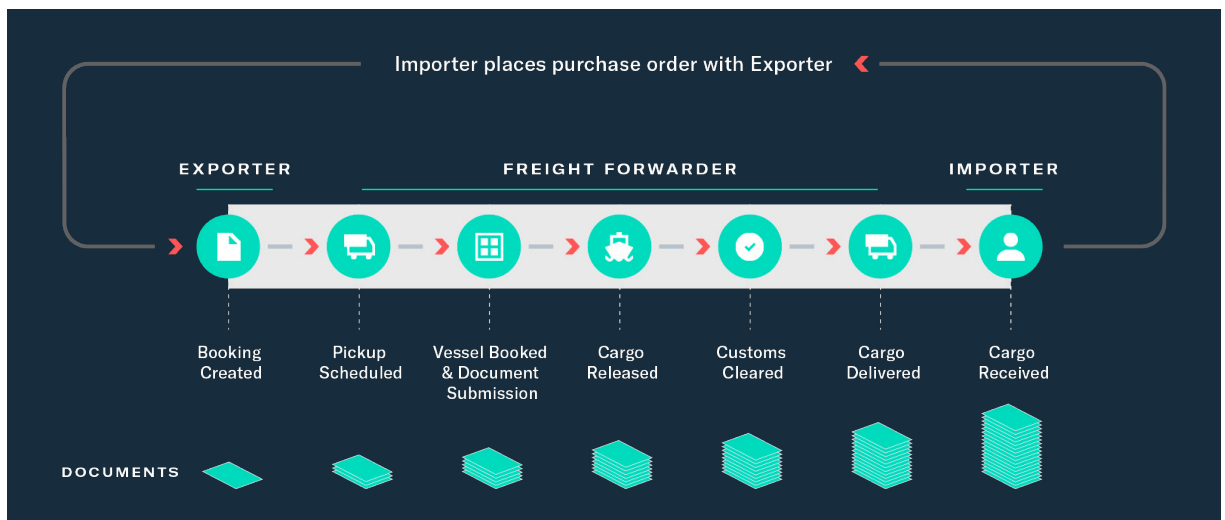 Importer places purchase order with Exporter
EXPORTER
FREIGHT FORWARDER
IMPORTER
Booking
Created
Pickup
Scheduled
Vessel Booked
& Document
Submission
Cargo
Released
Customs
Cleared
Cargo
Delivered
Cargo
Received
DOCUMENTS